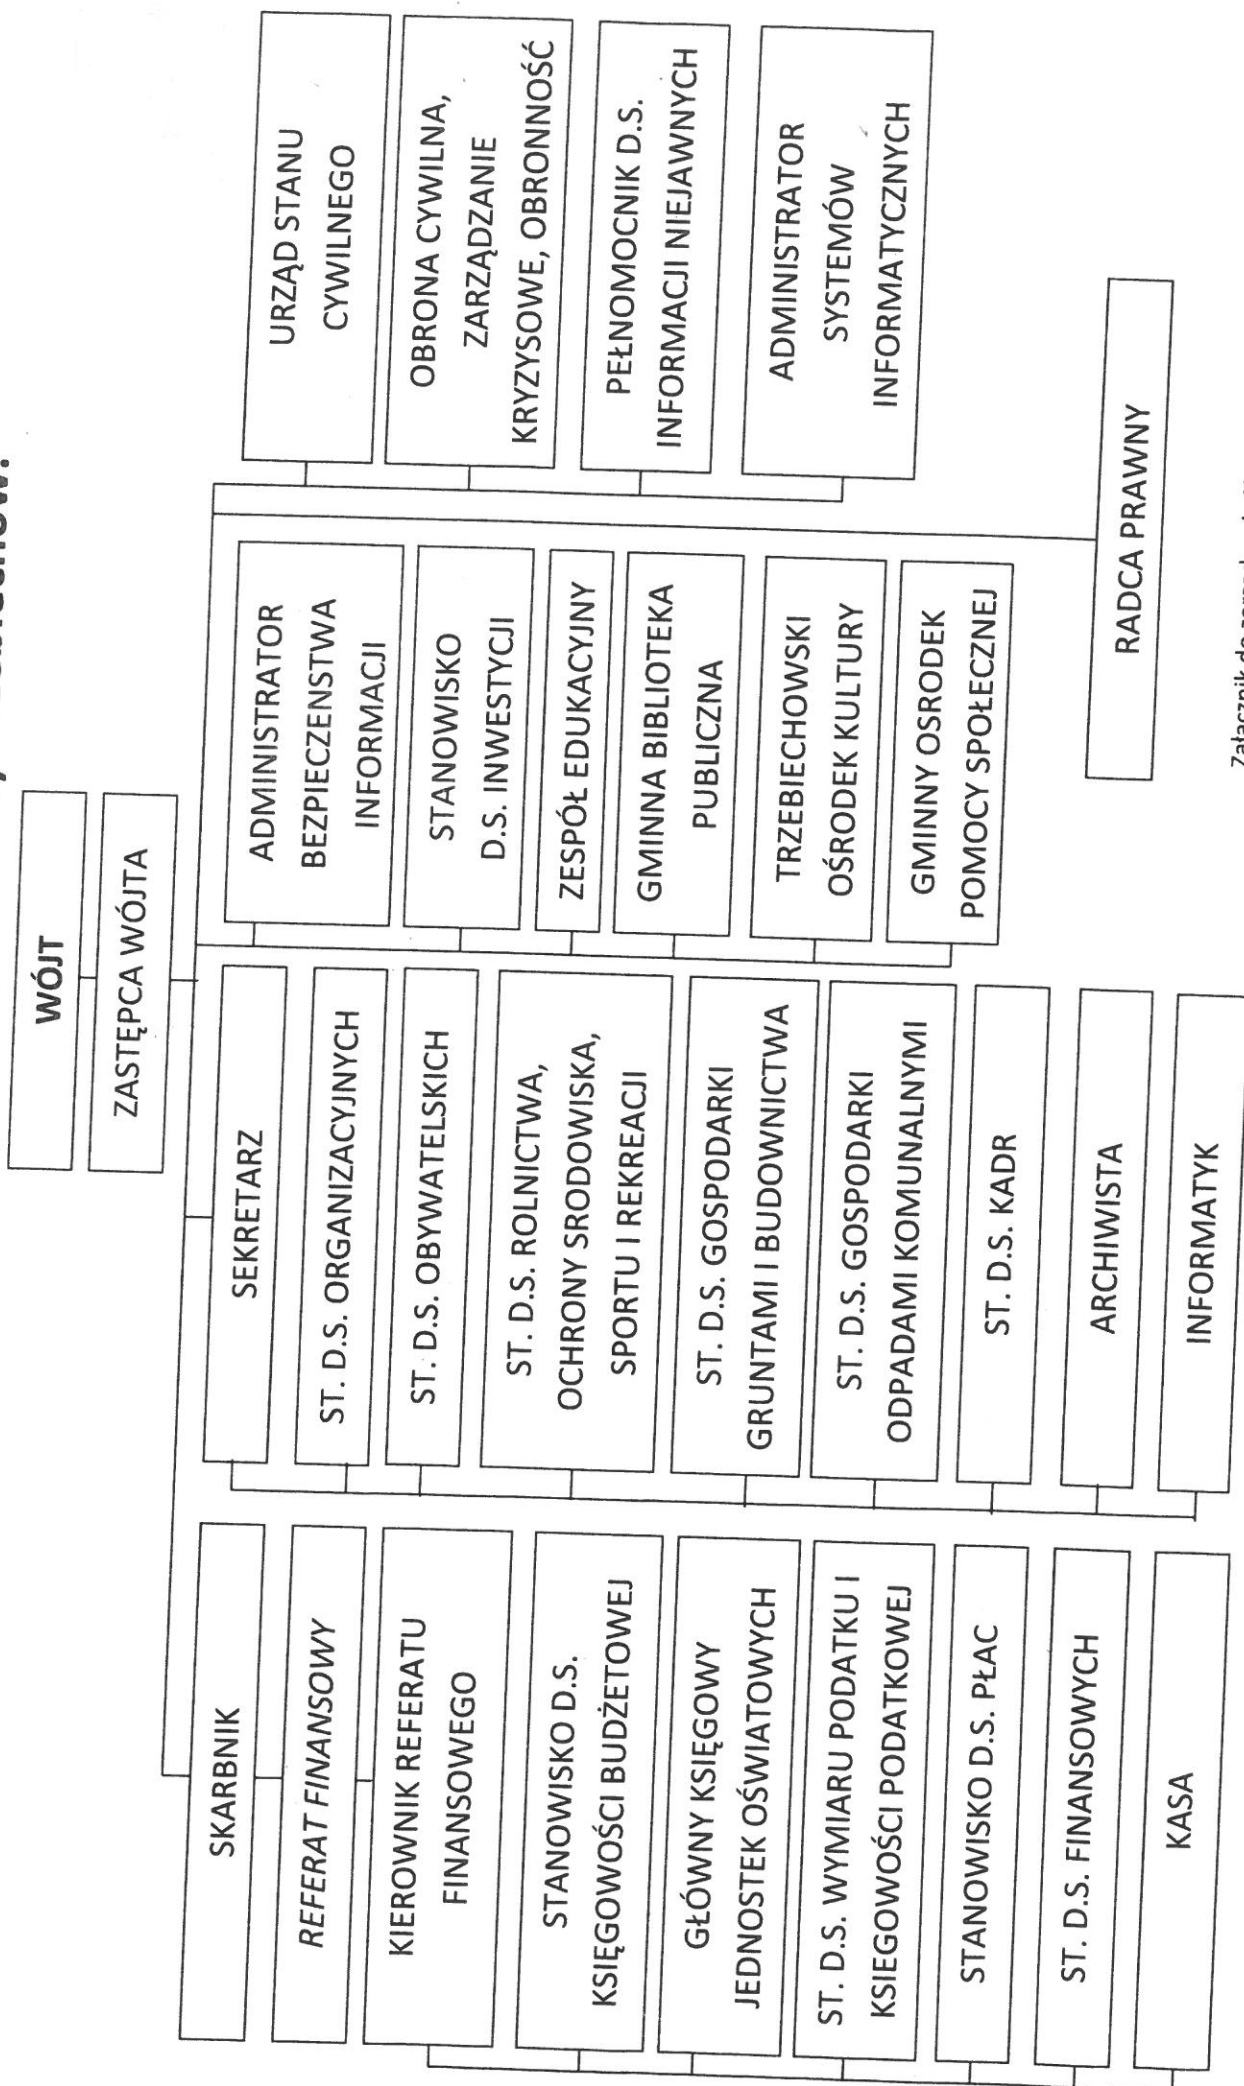 WÓJT
ZASTĘPCA WÓJTA
SKARBNIK
REFERAT FINANSOWY
KIEROWNIK REFERATU
FINANSOWEGO
STANOWISKO D.S.
KSIĘGOWOŚCI BUDŻETOWEJ
GŁÓWNY KSIĘGOWY
JEDNOSTEK OŚWIATOWYCH
ST. D.S. WYMIARU PODATKU I
KSIEGOWOŚCI PODATKOWEJ
STANOWISKO D.S. PŁAC
ST. D.S. FINANSOWYCH
KASA
SEKRETARZ
ST. D.S. ORGANIZACYJNYCH
ST. D.S. OBYWATELSKICH
ST. D.S. ROLNICTWA,
OCHRONY SRODOWISKA,
SPORTU I REKREACJI
ST. D.S. GOSPODARKI
GRUNTAMI I BUDOWNICTWA
ST. D.S. GOSPODARKI
ODPADAMI KOMUNALNYMI
ST. D.S. KADR
ARCHIWISTA
INFORMATYK
ADMINISTRATOR
BEZPIECZENSTWA
INFORMACJI
STANOWISKO
D.S. INWESTYCJI
ZESPÓŁ EDUKACYJNY
GMINNA BIBLIOTEKA
PUBLICZNA
TRZEBIECHOWSKI
OŚRODEK KULTURY
GMINNY OSRODEK
POMOCY SPOŁECZNEJ
URZĄD STANU
CYWILNEGO
OBRONA CYWILNA,
ZARZĄDZANIE
KRYZYSOWE, OBRONNOŚĆ
PEŁNOMOCNIK D.S.
INFORMACJI NIEJAWNYCH
ADMINISTRATOR
SYSTEMÓW
INFORMATYCZNYCH
RADCA PRAWNY
Załącznik do